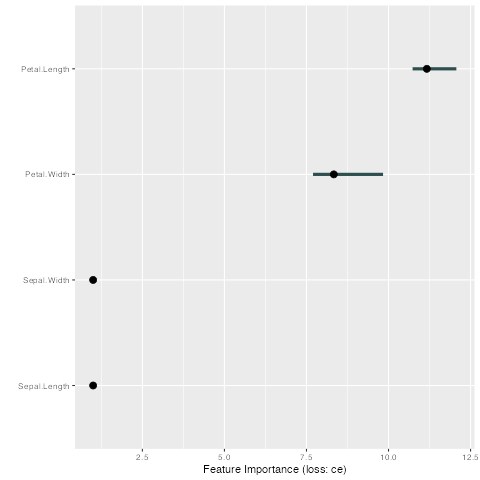 Petal.Length
Petal.Width
Sepal.Width
Sepal.Length
2.5 5.0 7.5 10.0 12.5
Feature Importance (loss: ce)